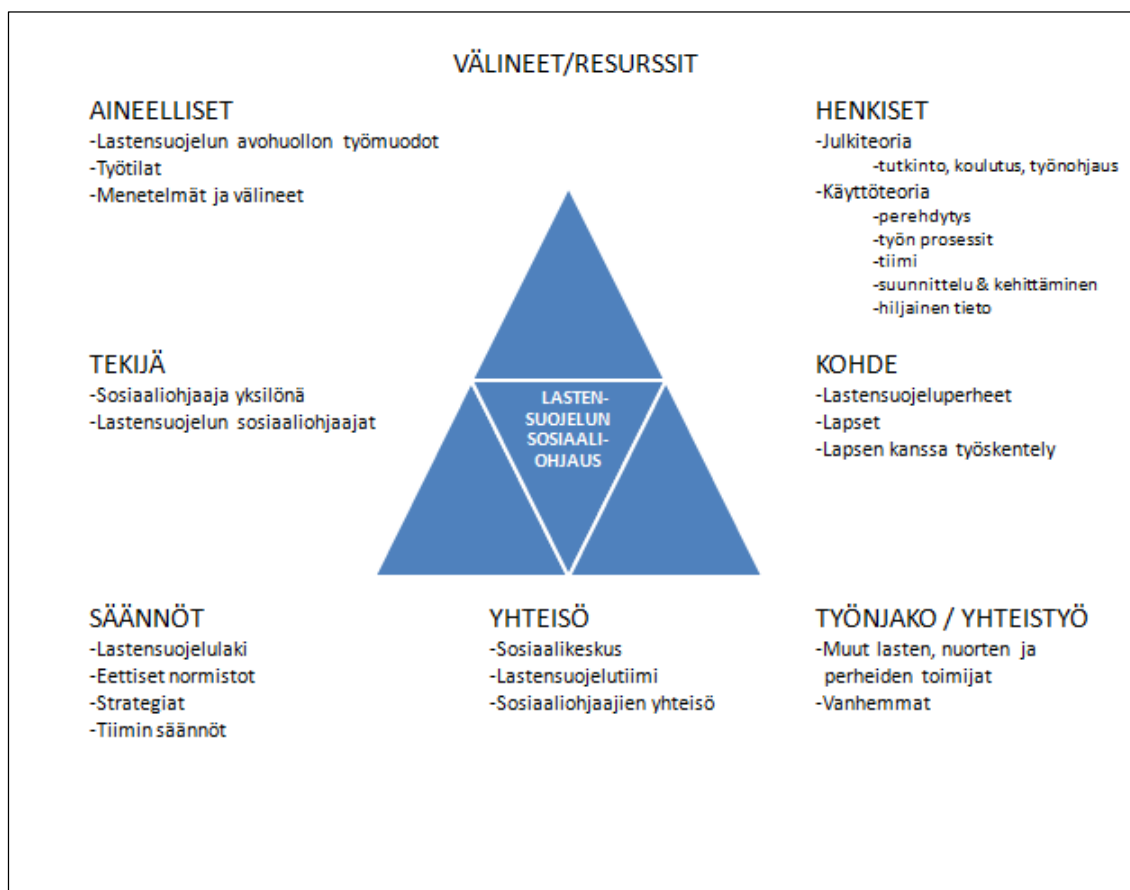 VÄLINEET/RESURSSIT
AINEELLISET
-Lastensuojelun avohuollon työmuodot
-Työtilat
-Menetelmät ja välineet
HENKISET
-Julkiteoria
-tutkinto, koulutus, työnohjaus
-Käyttöteoria
-perehdytys
-työn prosessit
-tiimi
-suunnittelu & kehittäminen
-hiljainen tieto
TEKIJÄ
-Sosiaaliohjaaja yksilönä
-Lastensuojelun sosiaaliohjaajat
LASTEN-
SUOJELUN
SOSIAALI-
OHJAUS
KOHDE
-Lastensuojeluperheet
-Lapset
-Lapsen kanssa työskentely
SÄÄNNÖT
-Lastensuojelulaki
-Eettiset normistot
-Strategiat
-Tiimin säännöt
YHTEISÖ
-Sosiaalikeskus
-Lastensuojelutiimi
-Sosiaaliohjaajien yhteisö
TYÖNJAKO / YHTEISTYÖ
-Muut lasten, nuorten ja
perheiden toimijat
-Vanhemmat